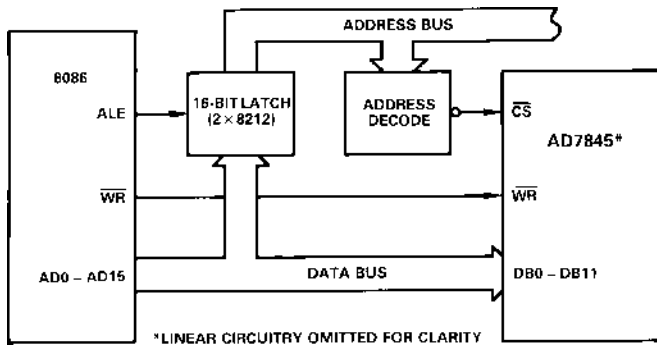 ADDRESS BUS
8086
ALE
16-BIT LATCH
(2 × 8212)
ADDRESS
DECODE
CS
AD7845*
WR
WR
AD0 – AD15
DATA BUS
DB0 – DB11
*LINEAR CIRCUITRY OMITTED FOR CLARITY